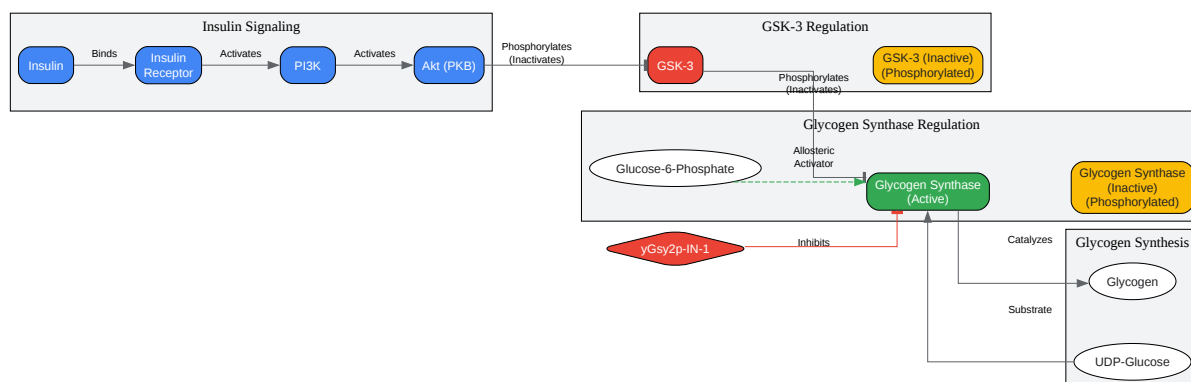 Insulin Signaling
Insulin
Binds
Insulin
Receptor
Activates
PI3K
Activates
Akt (PKB)
Phosphorylates
(Inactivates)
GSK-3 Regulation
GSK-3
GSK-3 (Inactive)
(Phosphorylated)
Phosphorylates
(Inactivates)
Glycogen Synthase Regulation
Glucose-6-Phosphate
Allosteric
Activator
Glycogen Synthase
(Active)
Glycogen Synthase
(Inactive)
(Phosphorylated)
yGsy2p-IN-1
Inhibits
Catalyzes
Glycogen Synthesis
Glycogen
Substrate
UDP-Glucose